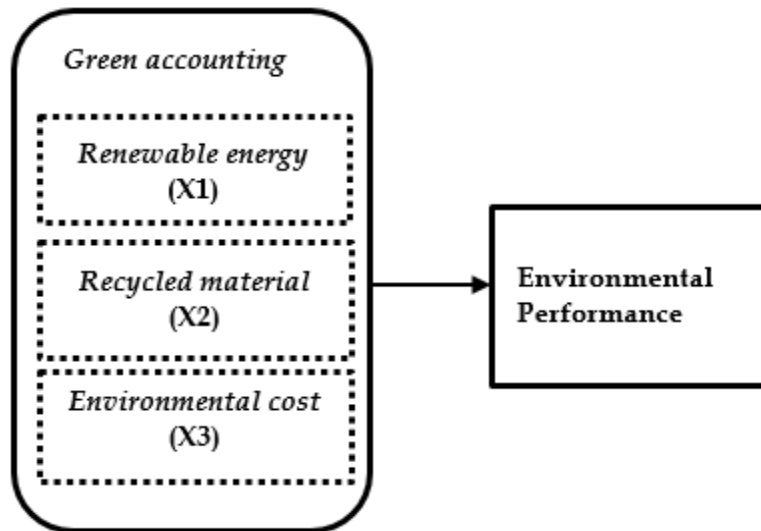 Green accounting
Renewable energy
(X1)
Recycled material
(X2)
Environmental cost
(X3)
Environmental
Performance